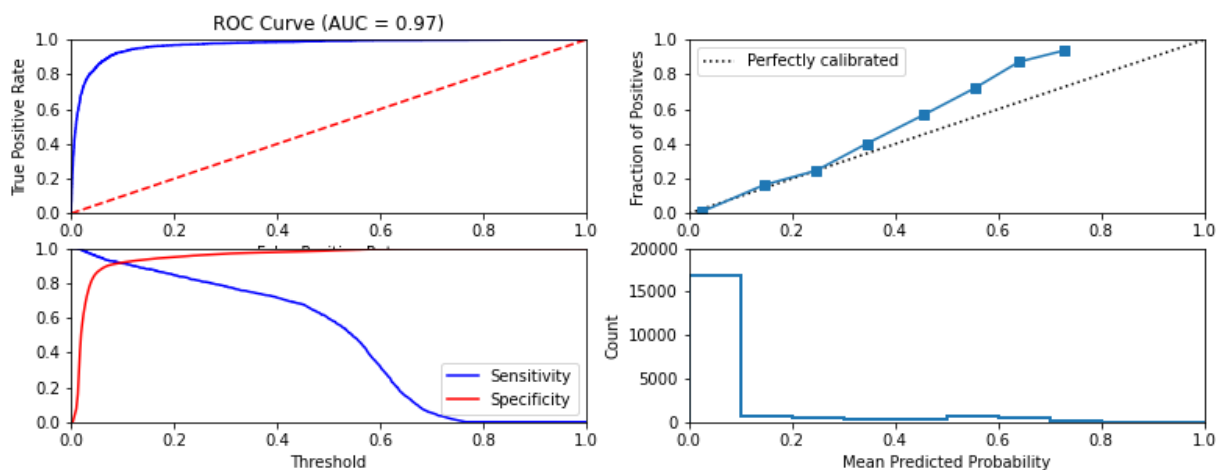 ROC Curve (AUC = 0.97)
True Positive Rate
1.0
0.8
0.6
0.4
0.2
0.0
0.0 0.2 0.4 0.6 0.8 1.0
Fraction of Positives
1.0
0.8
0.6
0.4
0.2
0.0
Perfectly calibrated
0.0 0.2 0.4 0.6 0.8 1.0
1.0
0.8
0.6
0.4
0.2
0.0
Sensitivity
Specificity
0.0 0.2 0.4 0.6 0.8 1.0
Threshold
Count
20000
15000
10000
5000
0
0.0 0.2 0.4 0.6 0.8 1.0
Mean Predicted Probability